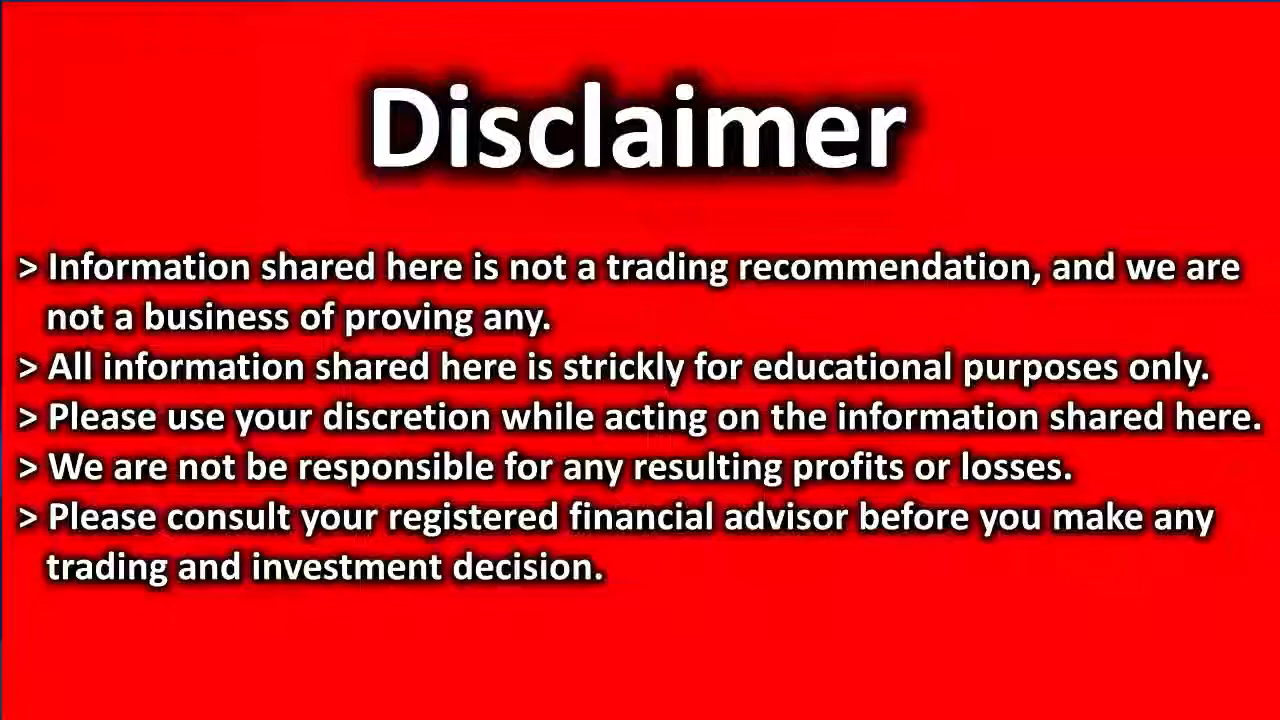 Disclaimer
> Information shared here is not a trading recommendation, and we are
not a business of proving any.
> All information shared here is strickly for educational purposes only.
> Please use your discretion while acting on the information shared here.
> We are not be responsible for any resulting profits or losses.
> Please consult your registered financial advisor before you make any
trading and investment decision.